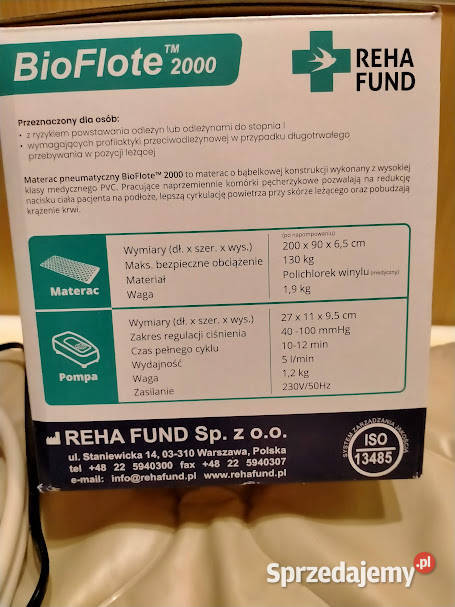 BioFlote™ 2000
REHA
FUND
Przeznaczony dla osób:
• z ryzykiem powstawania odleżyn lub odleżynami do stopnia I
• wymagających profilaktyki przeciwodleżynowej w przypadku długotrwałego
przebywania w pozycji leżącej
Materac pneumatyczny BioFlote™ 2000 to materac o bąbelkowej konstrukcji wykonany z wysokiej
klasy medycznego PVC. Pracujące naprzemiennie komórki pęcherzykowe pozwalają na redukcję
nacisku ciała pacjenta na podłoże, lepszą cyrkulację powietrza przy skórze leżącego oraz pobudzają
krążenie krwi.
(po napompowaniu)
Wymiary (dł. x szer. x wys.) 200 x 90 x 6,5 cm
Maks. bezpieczne obciążenie 130 kg
Materiał Polichlorek winylu (medyczny)
Waga 1,9 kg
Materac
Wymiary (dł. x szer. x wys.) 27 x 11 x 9.5 cm
Zakres regulacji ciśnienia 40 -100 mmHg
Czas pełnego cyklu 10-12 min
Wydajność 5 l/min
Waga 1,2 kg
Zasilanie 230V/50Hz
Pompa
REHA FUND Sp. z o.o.
ul. Staniewicka 14, 03-310 Warszawa, Polska
tel +48 22 5940300 fax +48 22 5940307
e-mail: info@rehafund.pl www.rehafund.pl
SYSTEM ZARZĄDZANIA JAKOŚCIĄ
ISO
13485
Sprzedajemy.pl